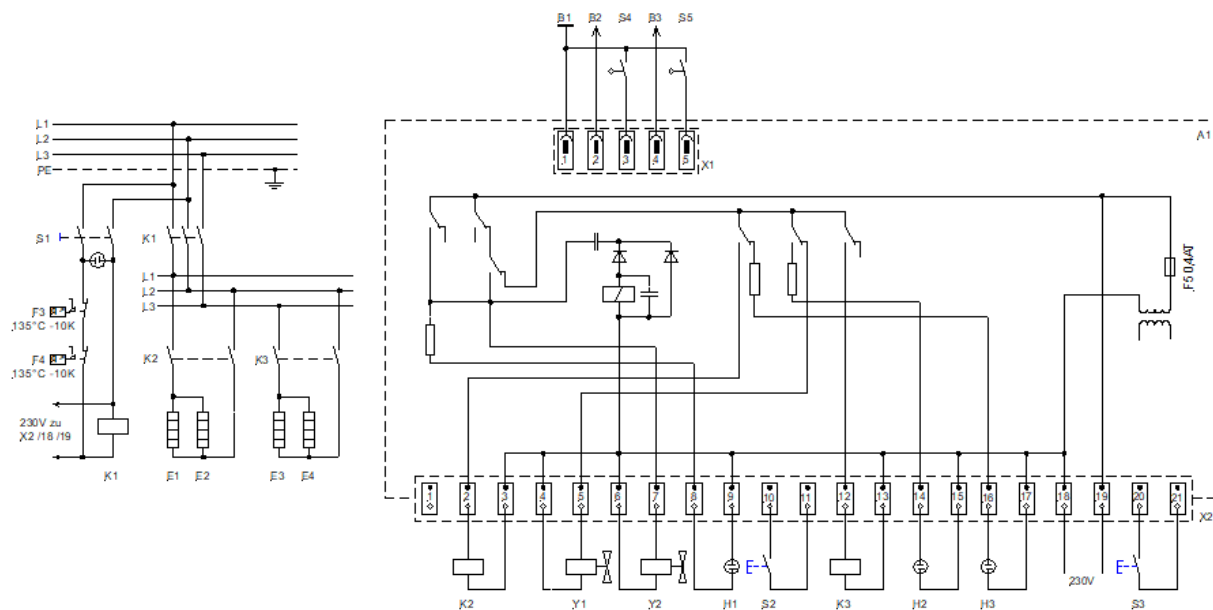 B1 B2 S4 B3 S5
A1
1 2 3 4 5
X1
L1
L2
L3
PE
S1
K1
L1
L2
L3
F5 0,4AT
F3
135°C -10K
F4
135°C -10K
K2
K3
230V zu
X2 /18 /19
K1
E1 E2
E3 E4
1 2 3 4 5 6 7 8 9 10 11 12 13 14 15 16 17 18 19 20 21
X2
230V
K2 Y1 Y2 H1 S2 K3 H2 H3 S3